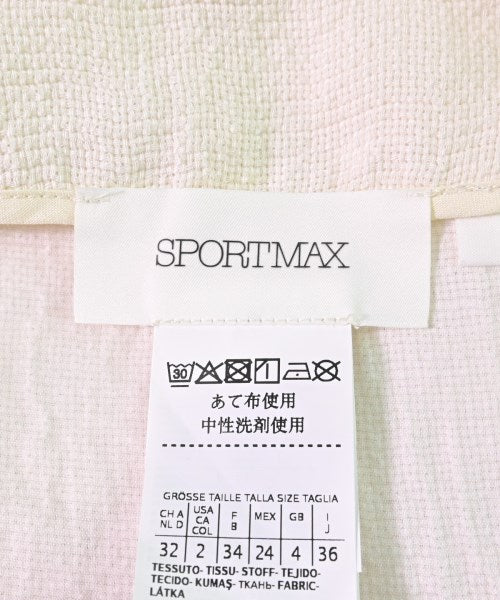 SPORTMAX
30
あて布使用
中性洗剤使用
GRÖSSE TAILLE TALLA SIZE TAGLIA
CH A NL D USA CA COL F B MEX GB I J
32 2 34 24 4 36
TESSUTO- TISSU- STOFF- TEJIDO-
TECIDO- KUMAŞ- ТКАНЬ- FABRIC-
LÁTKA